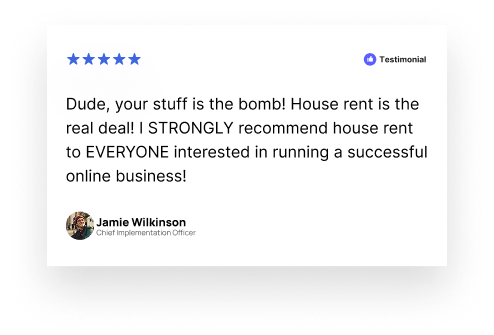 Testimonial
Dude, your stuff is the bomb! House rent is the
real deal! I STRONGLY recommend house rent
to EVERYONE interested in running a successful
online business!
Jamie Wilkinson
Chief Implementation Officer